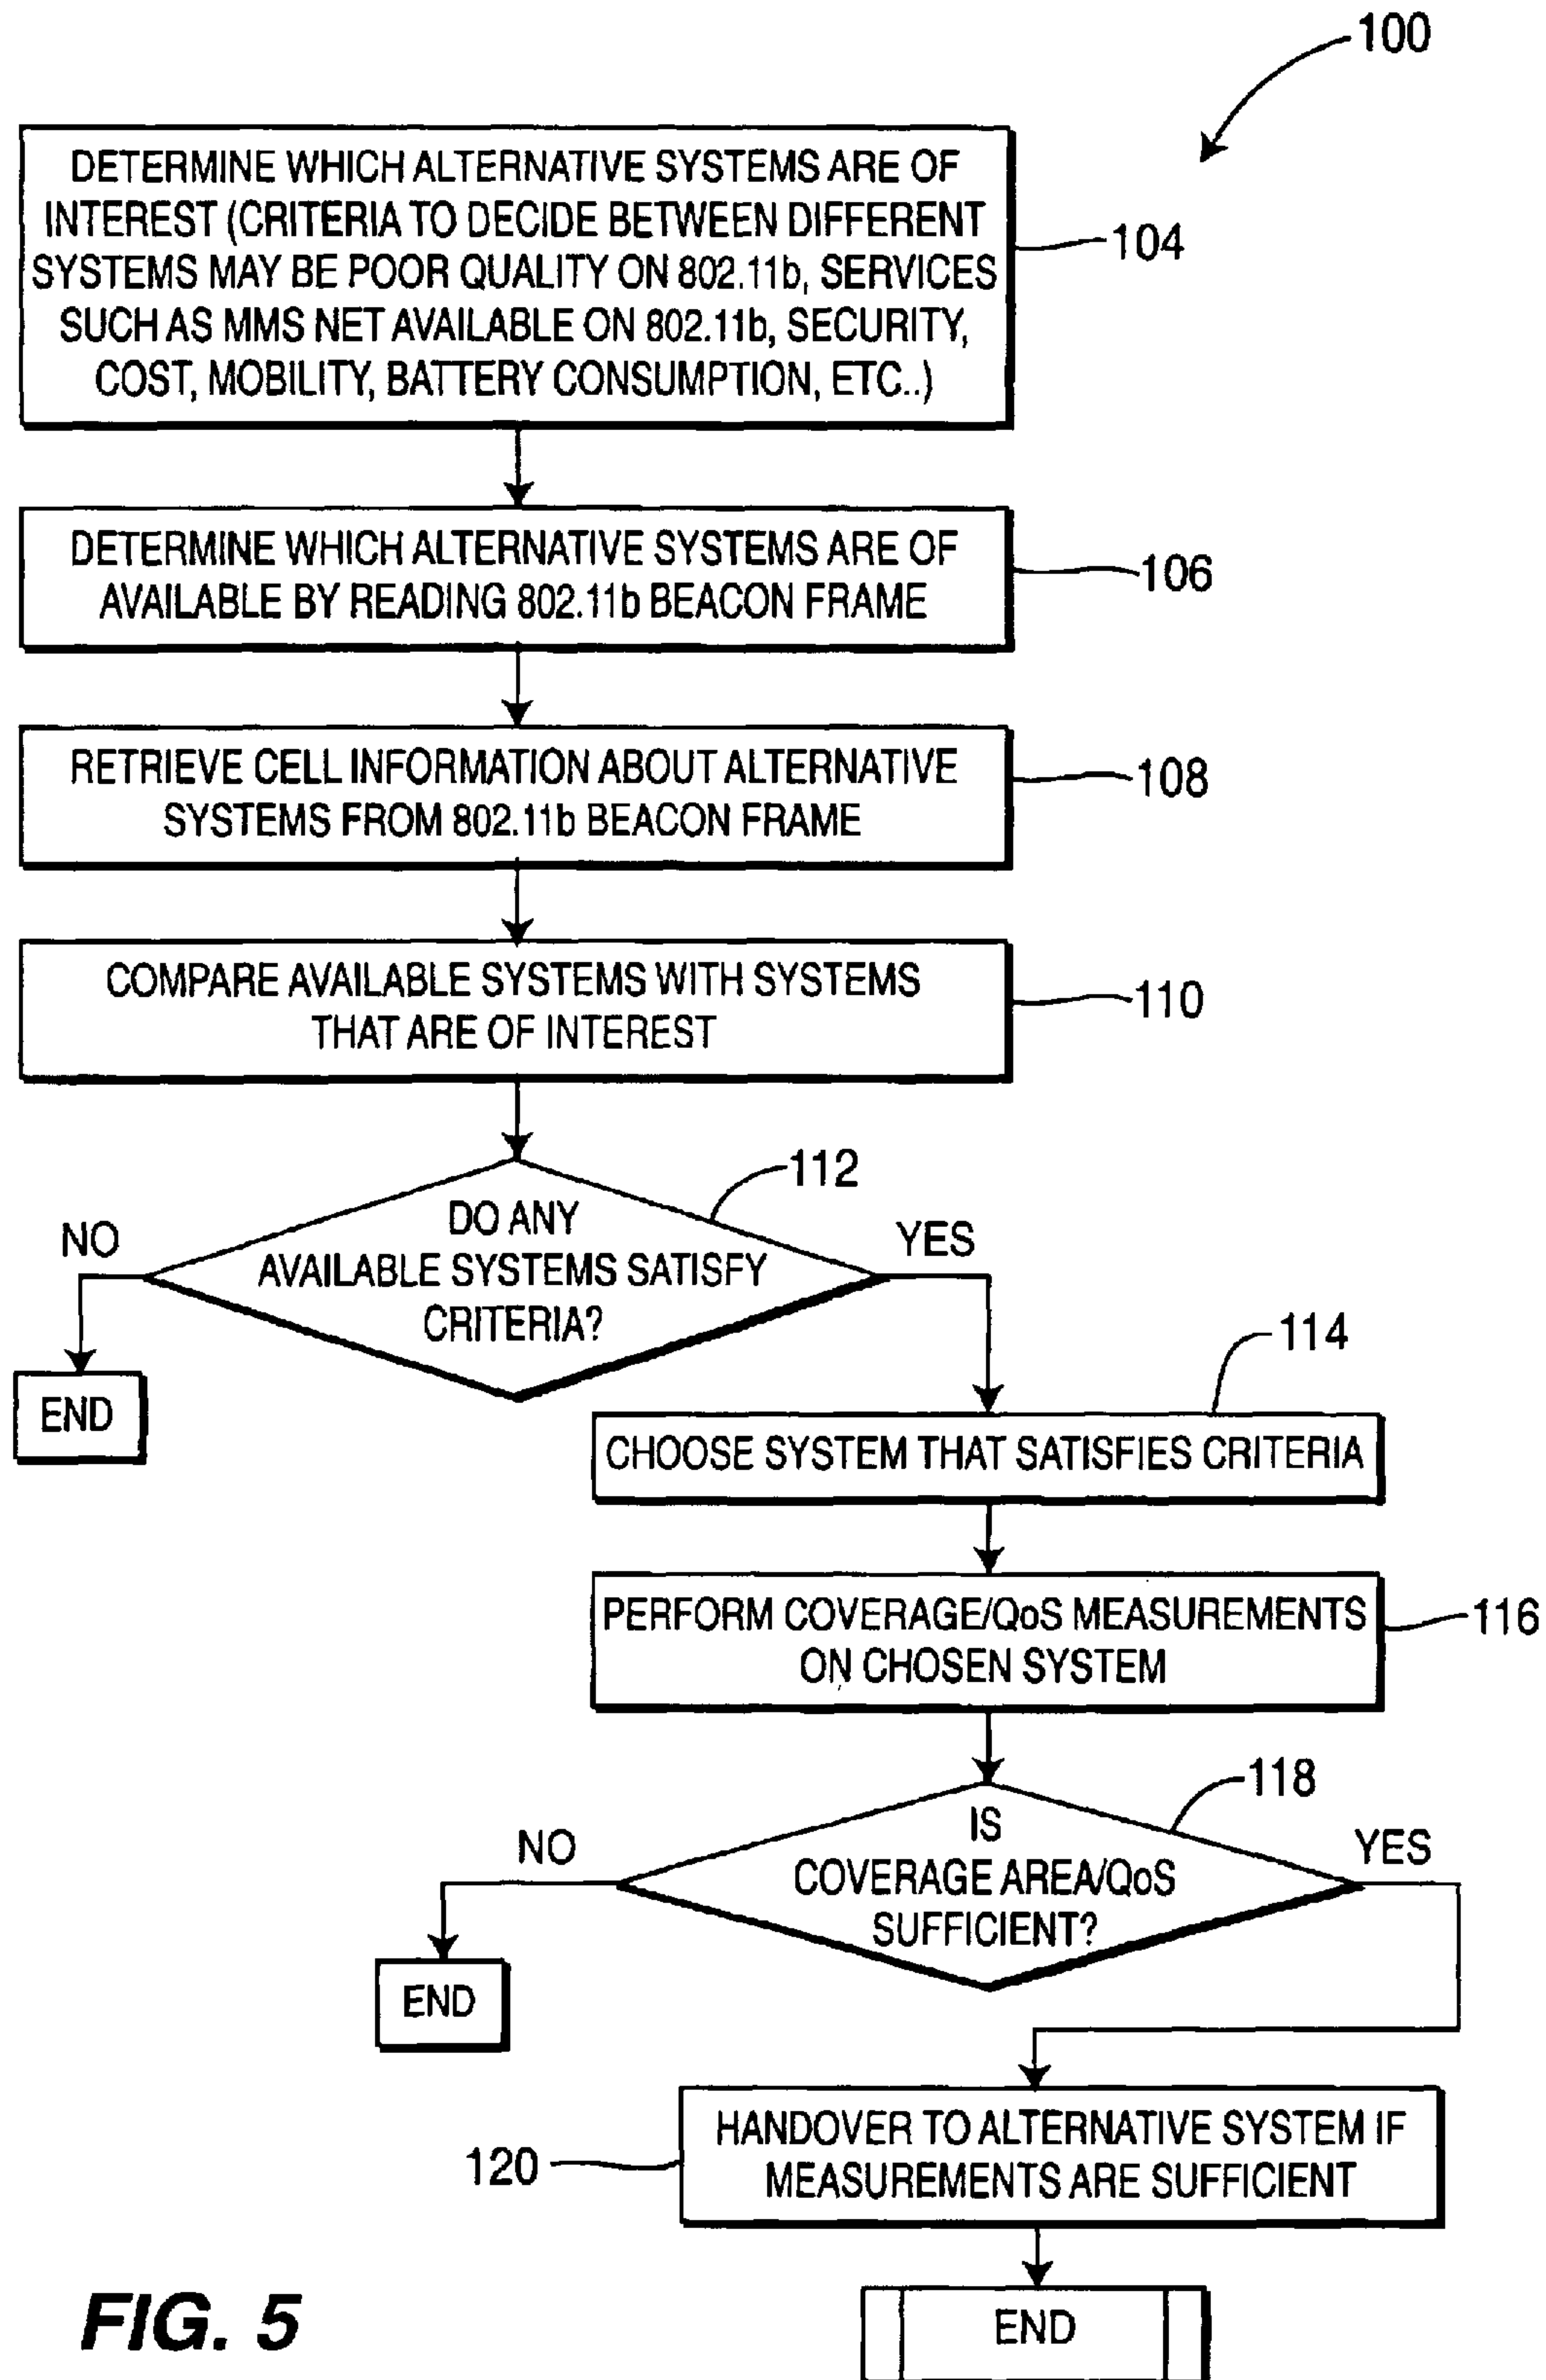 100
DETERMINE WHICH ALTERNATIVE SYSTEMS ARE OF
INTEREST (CRITERIA TO DECIDE BETWEEN DIFFERENT
SYSTEMS MAY BE POOR QUALITY ON 802.11b, SERVICES
SUCH AS MMS NET AVAILABLE ON 802.11b, SECURITY,
COST, MOBILITY, BATTERY CONSUMPTION, ETC..)
104
DETERMINE WHICH ALTERNATIVE SYSTEMS ARE OF
AVAILABLE BY READING 802.11b BEACON FRAME
106
RETRIEVE CELL INFORMATION ABOUT ALTERNATIVE
SYSTEMS FROM 802.11b BEACON FRAME
108
COMPARE AVAILABLE SYSTEMS WITH SYSTEMS
THAT ARE OF INTEREST
110
112
DO ANY
AVAILABLE SYSTEMS SATISFY
CRITERIA?
NO
YES
END
114
CHOOSE SYSTEM THAT SATISFIES CRITERIA
PERFORM COVERAGE/QoS MEASUREMENTS
ON CHOSEN SYSTEM
116
118
IS
COVERAGE AREA/QoS
SUFFICIENT?
NO
YES
END
HANDOVER TO ALTERNATIVE SYSTEM IF
MEASUREMENTS ARE SUFFICIENT
120
END
FIG. 5